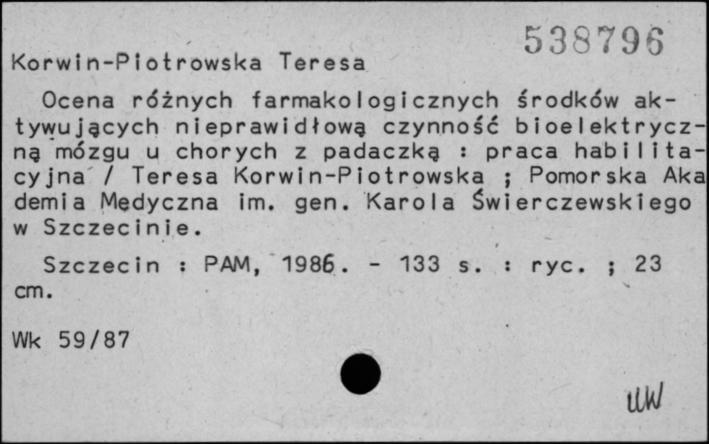 538796
Korwin-Piotrowska Teresa
Ocena różnych farmakologicznych środków ak-
tywujących nieprawidłową czynność bioelektrycz-
ną mózgu u chorych z padaczką : praca habilita-
cyjna / Teresa Korwin-Piotrowska ; Pomorska Aka
demia Medyczna im. gen. Karola Świerczewskiego
w Szczecinie.
Szczecin : PAM, 1986. - 133 s. : ryc. ; 23
cm.
Wk 59/87
UW